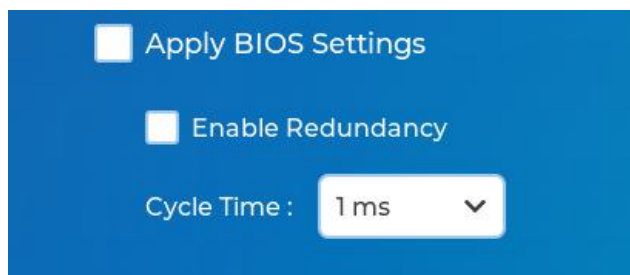 Apply BIOS Settings
Enable Redundancy
Cycle Time : 1 ms